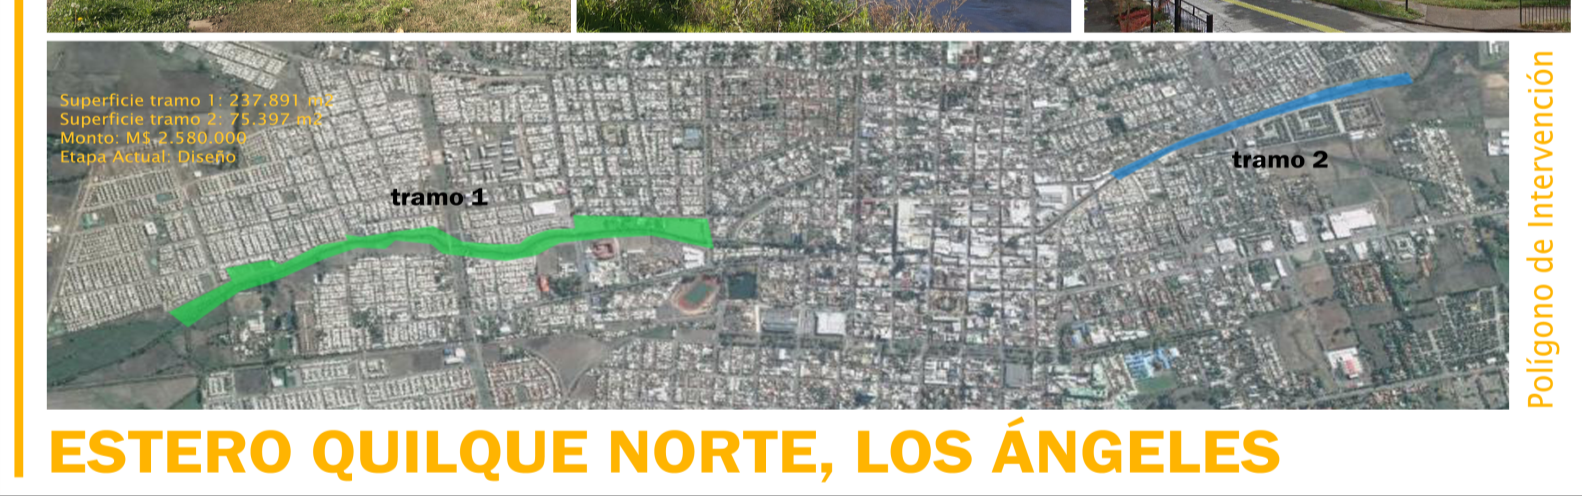 Superficie tramo 1: 237.891 m2
Superficie tramo 2: 75.397 m2
Monto: M$ 2.580.000
Etapa Actual: Diseño
tramo 1
tramo 2
Polígono de Intervención
ESTERO QUILQUE NORTE, LOS ÁNGELES